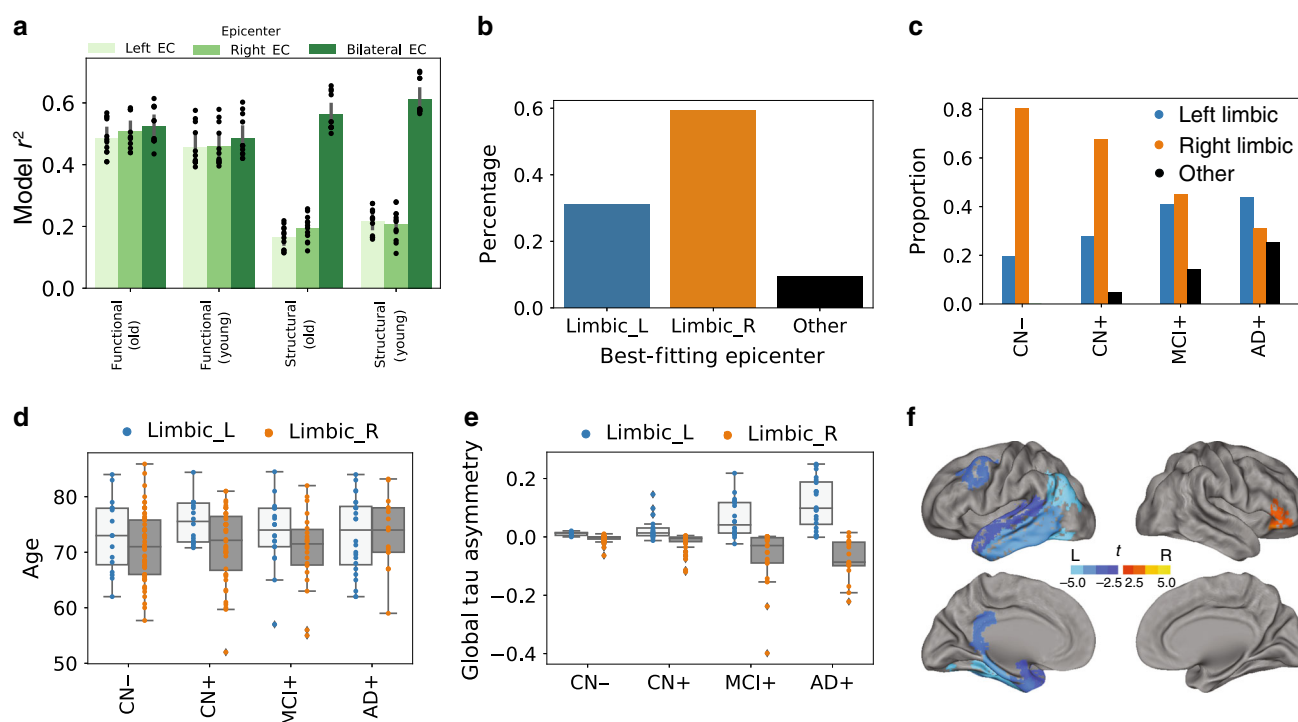 a
Epicenter
Left EC Right EC Bilateral EC
Model r²
0.6
0.4
0.2
0.0
Functional (old)
Functional (young)
Structural (old)
Structural (young)
b
Percentage
0.6
0.4
0.2
0.0
Limbic_L Limbic_R Other
Best-fitting epicenter
c
Proportion
0.8
0.6
0.4
0.2
0.0
Left limbic
Right limbic
Other
CN− CN+ MCI+ AD+
d
Limbic_L Limbic_R
Age
80
70
60
50
CN− CN+ MCI+ AD+
e
Limbic_L Limbic_R
Global tau asymmetry
0.2
0.0
−0.2
−0.4
CN− CN+ MCI+ AD+
f
L t R
−5.0 −2.5 2.5 5.0